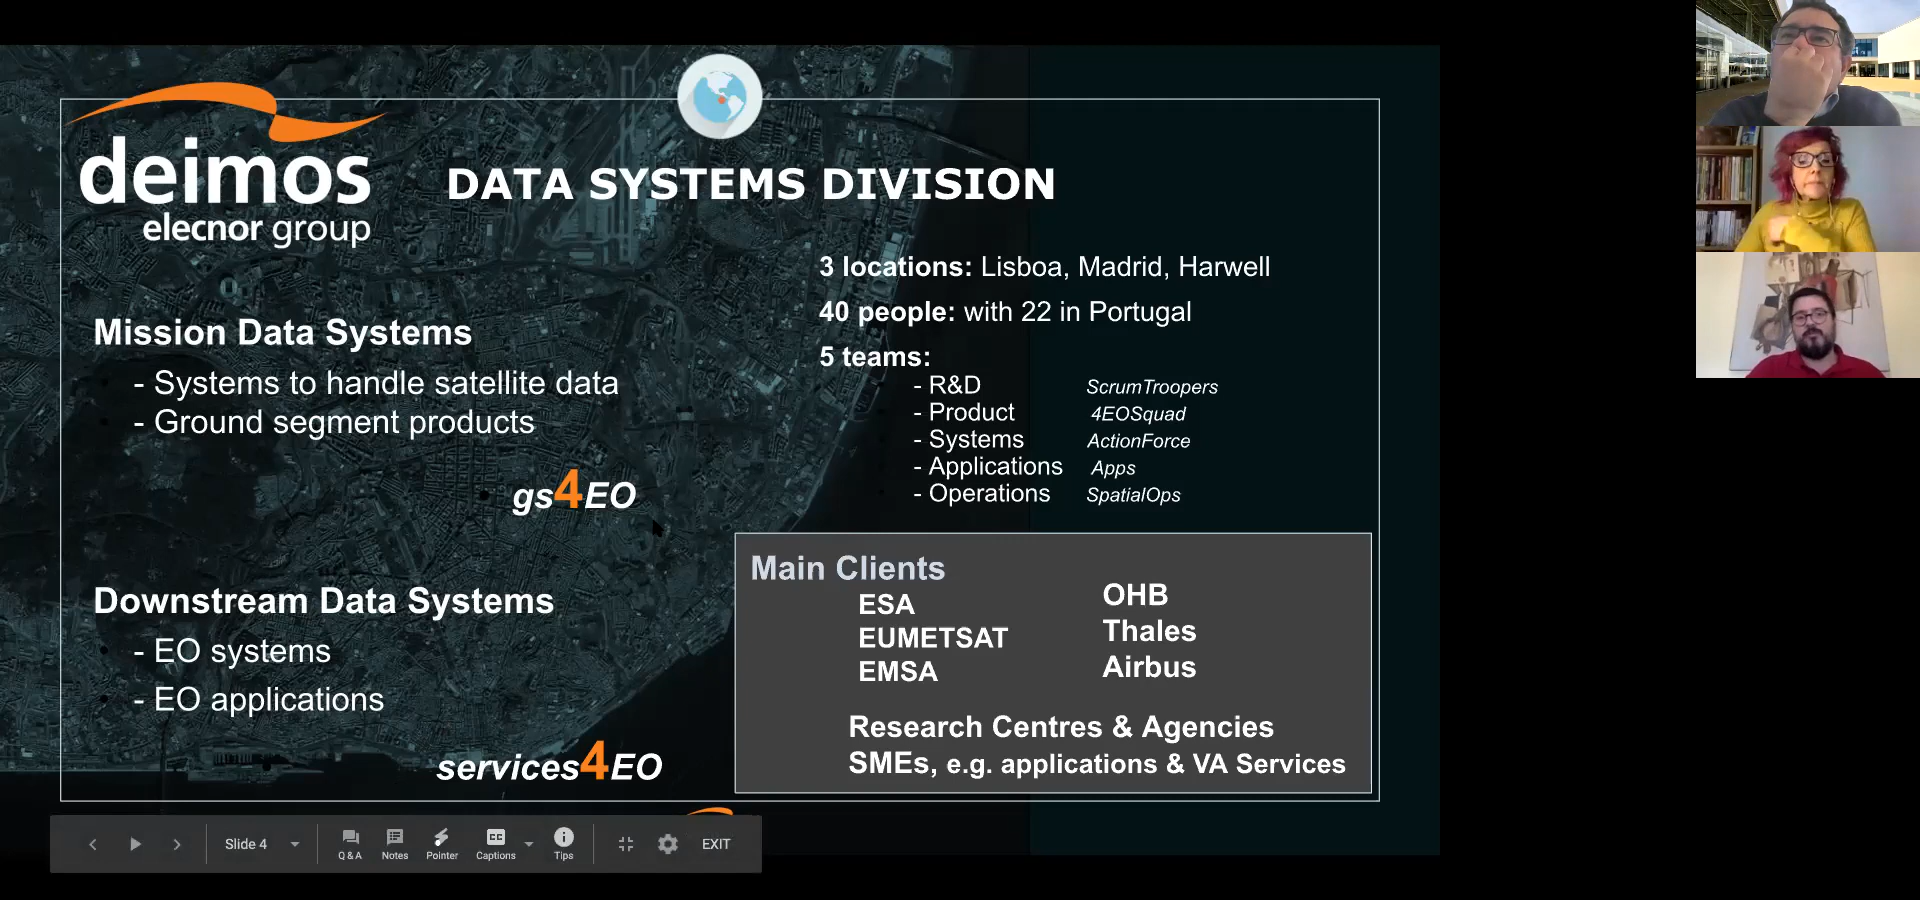 deimos
elecnor group
DATA SYSTEMS DIVISION
Mission Data Systems
- Systems to handle satellite data
- Ground segment products
gs4EO
Downstream Data Systems
- EO systems
- EO applications
services4EO
3 locations: Lisboa, Madrid, Harwell
40 people: with 22 in Portugal
5 teams:
- R&D ScrumTroopers
- Product 4EOSquad
- Systems ActionForce
- Applications Apps
- Operations SpatialOps
Main Clients
ESA
EUMETSAT
EMSA
OHB
Thales
Airbus
Research Centres & Agencies
SMEs, e.g. applications & VA Services
Slide 4
Q & A
Notes
Pointer
CC
Captions
Tips
EXIT